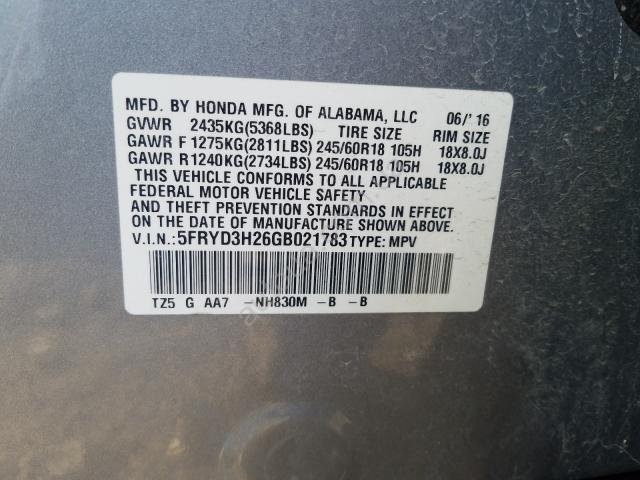 MFD. BY HONDA MFG. OF ALABAMA, LLC 06/'16
GVWR 2435KG(5368LBS) TIRE SIZE RIM SIZE
GAWR F 1275KG(2811LBS) 245/60R18 105H 18X8.0J
GAWR R 1240KG(2734LBS) 245/60R18 105H 18X8.0J
THIS VEHICLE CONFORMS TO ALL APPLICABLE
FEDERAL MOTOR VEHICLE SAFETY
AND THEFT PREVENTION STANDARDS IN EFFECT
ON THE DATE OF MANUFACTURE SHOWN ABOVE.
V.I.N.:5FRYD3H26GB021783 TYPE: MPV
TZ5 G AA7 -NH830M -B -B